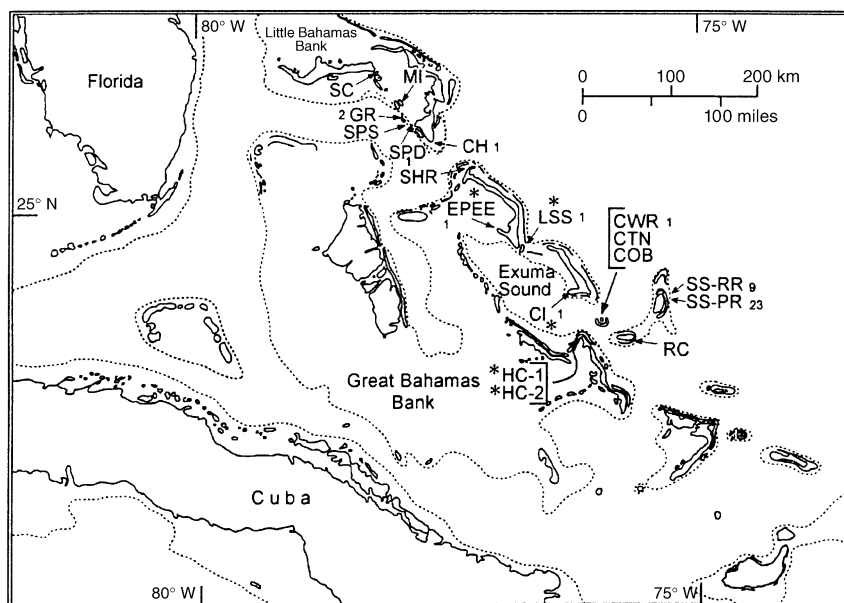 80° W
75° W
Little Bahamas
Bank
Florida
MI
SC
0 100 200 km
0 100 miles
2 GR
SPS
SPD
1
CH 1
SHR
25° N
*
EPEE
1
*
LSS 1
CWR 1
CTN
COB
Exuma
Sound
SS-RR 9
SS-PR 23
CI 1
*
RC
Great Bahamas
Bank
*HC-1
*HC-2
Cuba
80° W
75° W